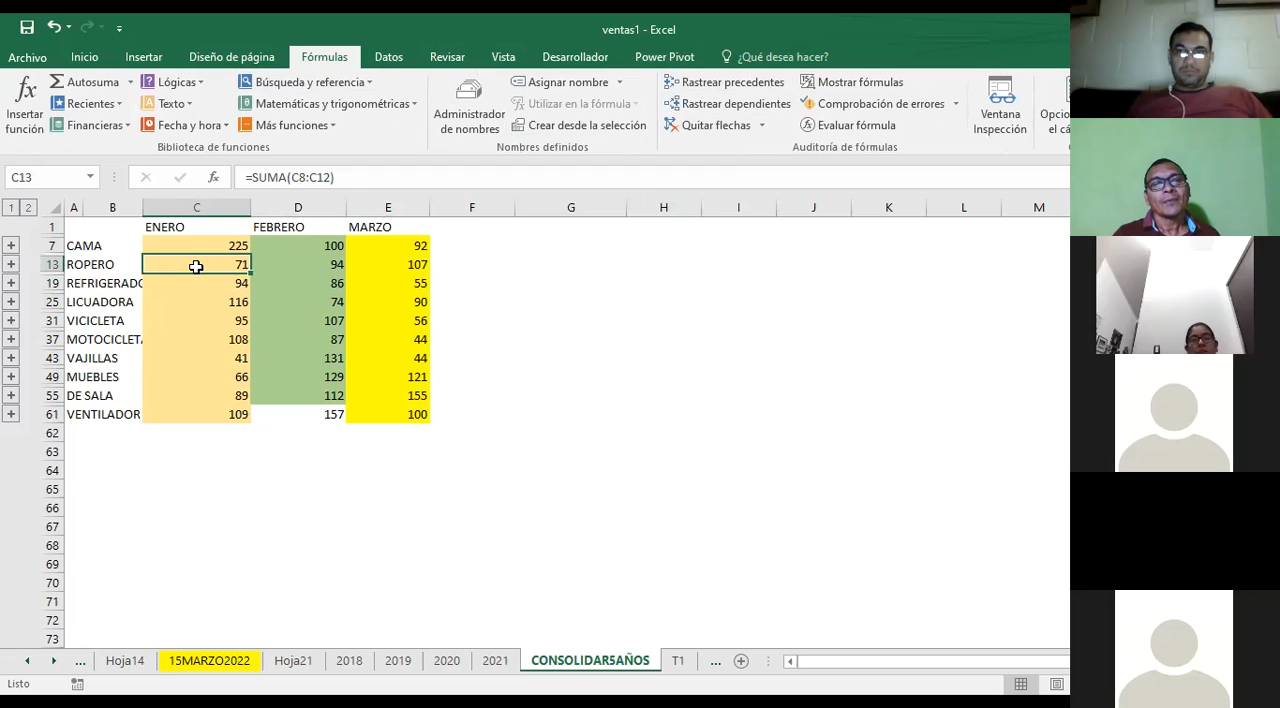 ventas1 - Excel
Archivo Inicio Insertar Diseño de página Fórmulas Datos Revisar Vista Desarrollador Power Pivot ¿Qué desea hacer?
fx Insertar función
Autosuma Lógicas Búsqueda y referencia
Recientes Texto Matemáticas y trigonométricas
Financieras Fecha y hora Más funciones
Biblioteca de funciones
Administrador de nombres
Asignar nombre
Utilizar en la fórmula
Crear desde la selección
Nombres definidos
Rastrear precedentes Mostrar fórmulas
Rastrear dependientes Comprobación de errores
Quitar flechas Evaluar fórmula
Auditoría de fórmulas
Ventana Inspección
Opcio
el cá
C13 fx =SUMA(C8:C12)
1 2 A B C D E F G H I J K L M
1 ENERO FEBRERO MARZO
7 CAMA 225 100 92
13 ROPERO 71 94 107
19 REFRIGERADO 94 86 55
25 LICUADORA 116 74 90
31 VICICLETA 95 107 56
37 MOTOCICLETA 108 87 44
43 VAJILLAS 41 131 44
49 MUEBLES 66 129 121
55 DE SALA 89 112 155
61 VENTILADOR 109 157 100
62
63
64
65
66
67
68
69
70
71
72
73
... Hoja14 15MARZO2022 Hoja21 2018 2019 2020 2021 CONSOLIDAR5AÑOS T1 ...
Listo